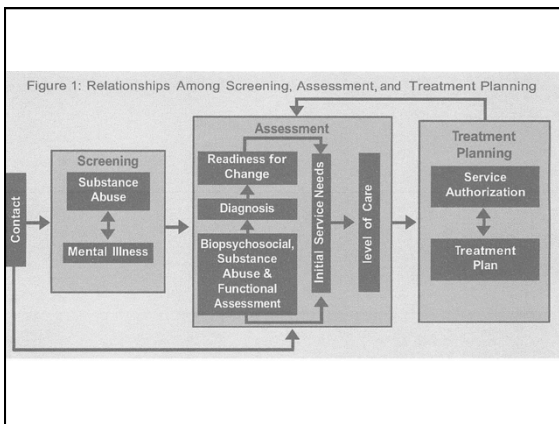 Figure 1: Relationships Among Screening, Assessment, and Treatment Planning
Contact
Screening
Substance
Abuse
Mental Illness
Assessment
Readiness for
Change
Diagnosis
Biopsychosocial,
Substance
Abuse &
Functional
Assessment
Initial Service Needs
level of Care
Treatment
Planning
Service
Authorization
Treatment
Plan